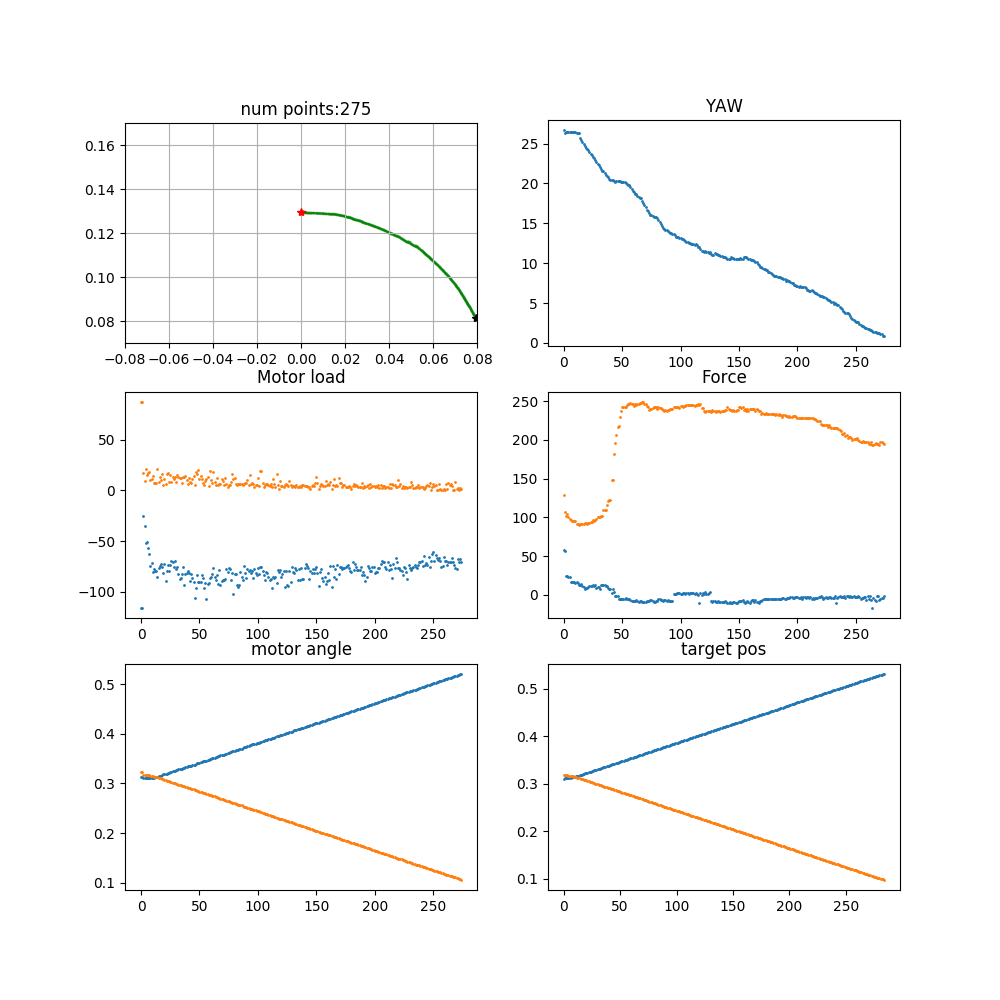 num points:275
YAW
0.16
0.14
0.12
0.10
0.08
−0.08 −0.06 −0.04 −0.02 0.00 0.02 0.04 0.06 0.08
25
20
15
10
5
0
0 50 100 150 200 250
Motor load
Force
50
0
−50
−100
0 50 100 150 200 250
250
200
150
100
50
0
0 50 100 150 200 250
motor angle
target pos
0.5
0.4
0.3
0.2
0.1
0 50 100 150 200 250
0.5
0.4
0.3
0.2
0.1
0 50 100 150 200 250